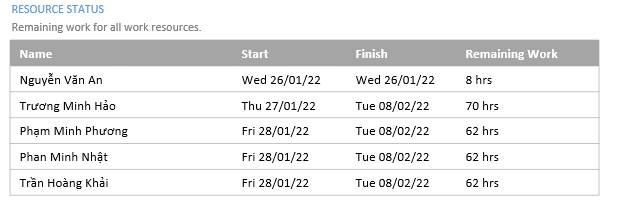 RESOURCE STATUS
Remaining work for all work resources.
Name Start Finish Remaining Work
Nguyễn Văn An Wed 26/01/22 Wed 26/01/22 8 hrs
Trương Minh Hảo Thu 27/01/22 Tue 08/02/22 70 hrs
Phạm Minh Phương Fri 28/01/22 Tue 08/02/22 62 hrs
Phan Minh Nhật Fri 28/01/22 Tue 08/02/22 62 hrs
Trần Hoàng Khải Fri 28/01/22 Tue 08/02/22 62 hrs